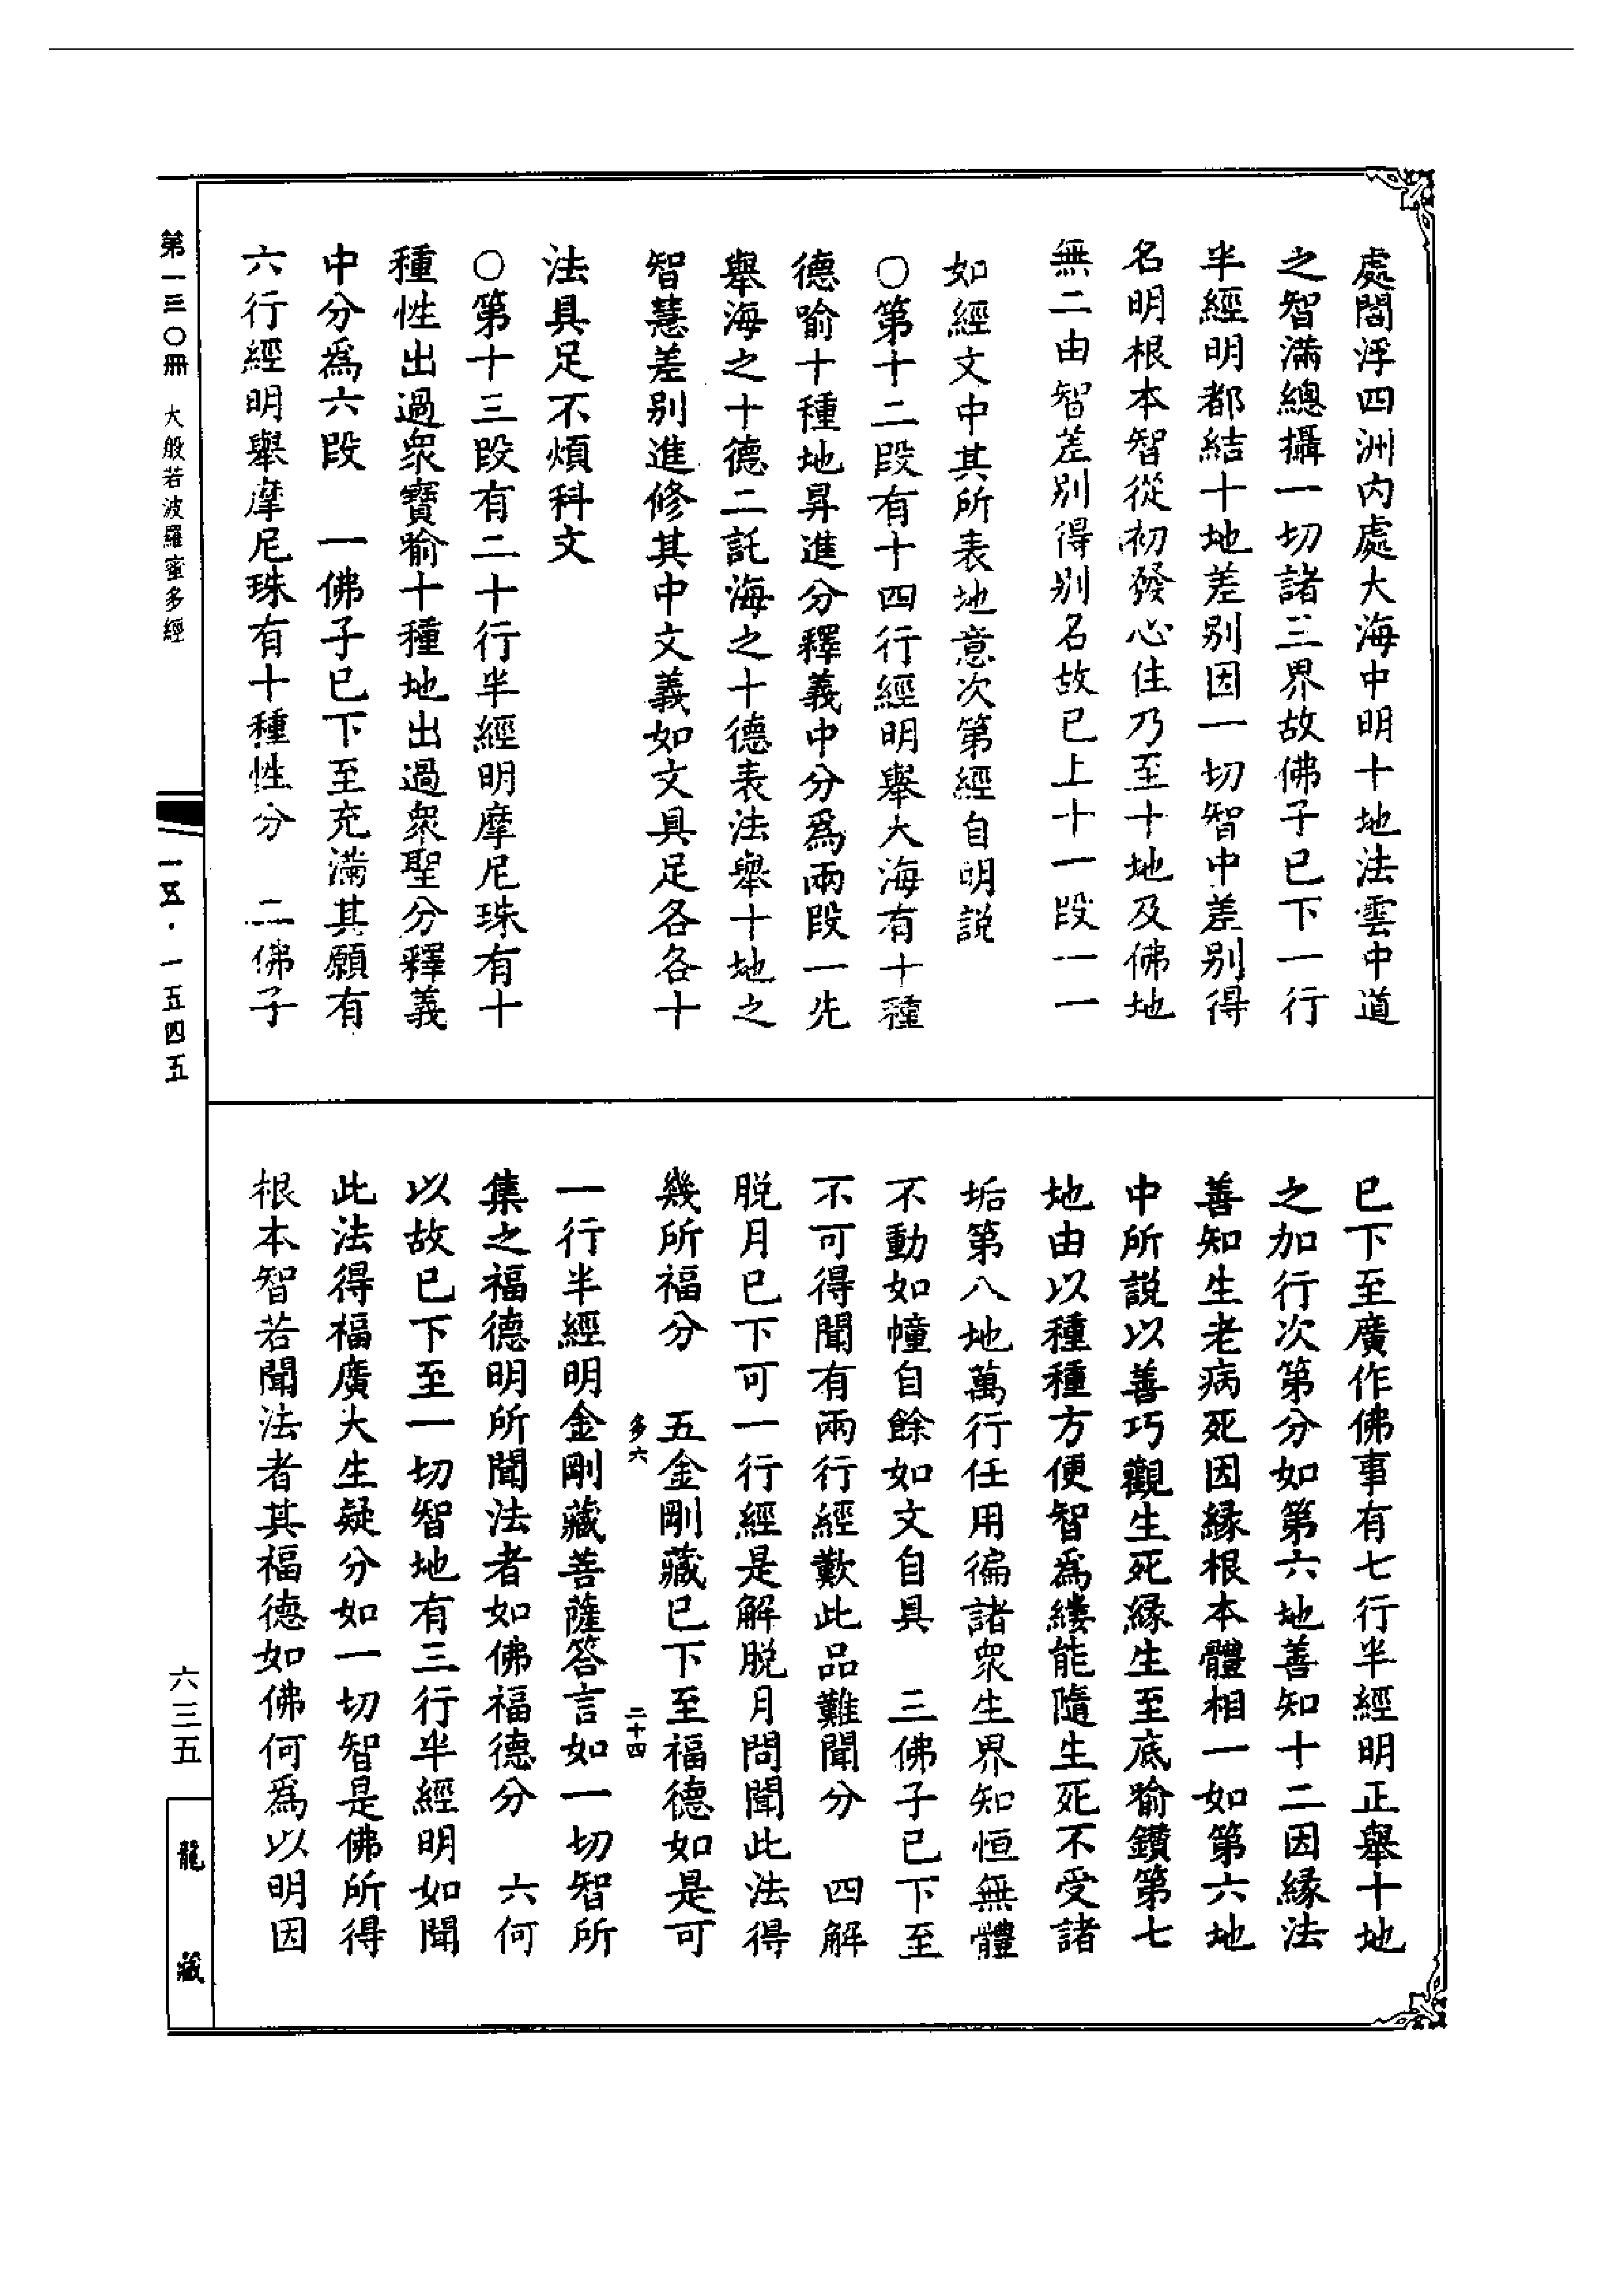 處閻浮四洲內處大海中明十地法雲中道
之智滿總攝一切諸三界故佛子已下一行
半經明都結十地差別因一切智中差別得
名明根本智從初發心住乃至十地及佛地
無二由智差別得別名故已上十一段一一
如經文中其所表地意次第經自明説
○第十二段有十四行經明舉大海有十種
德喻十種地昇進分釋義中分爲兩段一先
舉海之十德二託海之十德表法舉十地之
智慧差别進修其中文義如文具足各各十
法具足不煩科文
○第十三段有二十行半經明摩尼珠有十
種性出過衆寶喻十種地出過衆聖分釋義
中分爲六段　一佛子已下至充滿其願有
六行經明舉摩尼珠有十種性分　二佛子
已下至廣作佛事有七行半經明正舉十地
之加行次第分如第六地善知十二因緣法
善知生老病死因緣根本體相一如第六地
中所説以善巧觀生死緣生至底喻鑽第七
地由以種種方便智爲縷能隨生死不受諸
垢第八地萬行任用徧諸衆生界知恒無體
不動如幢自餘如文自具　三佛子已下至
不可得聞有兩行經歎此品難聞分　四解
脱月已下可一行經是解脱月問聞此法得
幾所福分　五金剛藏已下至福德如是可
多六　二十四
一行半經明金剛藏菩薩答言如一切智所
集之福德明所聞法者如佛福德分　六何
以故已下至一切智地有三行半經明如聞
此法得福廣大生疑分如一切智是佛所得
根本智若聞法者其福德如佛何爲以明因
第一三〇冊　大般若波羅蜜多經
一五·一五四五
六三五
龍藏